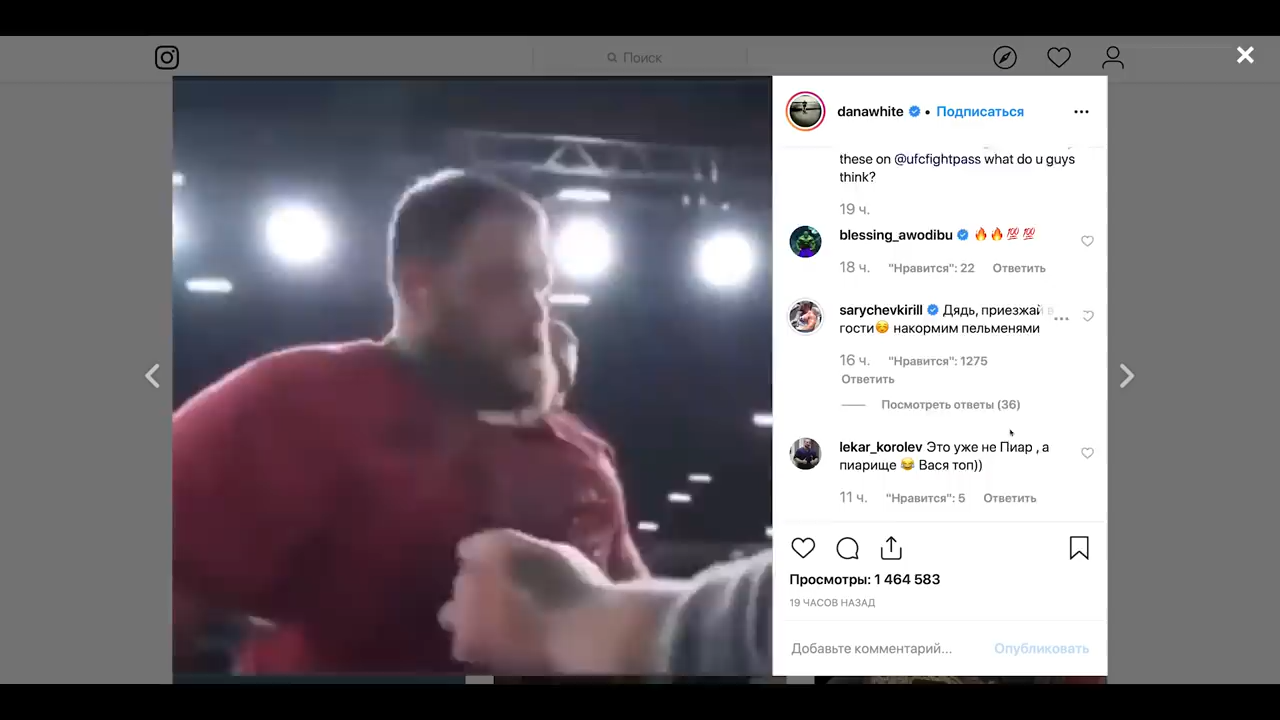 Поиск
danawhite • Подписаться
these on @ufcfightpass what do u guys
think?
19 ч.
blessing_awodibu 🔥🔥💯💯
18 ч. "Нравится": 22 Ответить
sarychevkirill Дядь, приезжай в
гости😏 накормим пельменями
16 ч. "Нравится": 1275
Ответить
Посмотреть ответы (36)
lekar_korolev Это уже не Пиар , а
пиарище 😂 Вася топ))
11 ч. "Нравится": 5 Ответить
Просмотры: 1 464 583
19 ЧАСОВ НАЗАД
Добавьте комментарий... Опубликовать